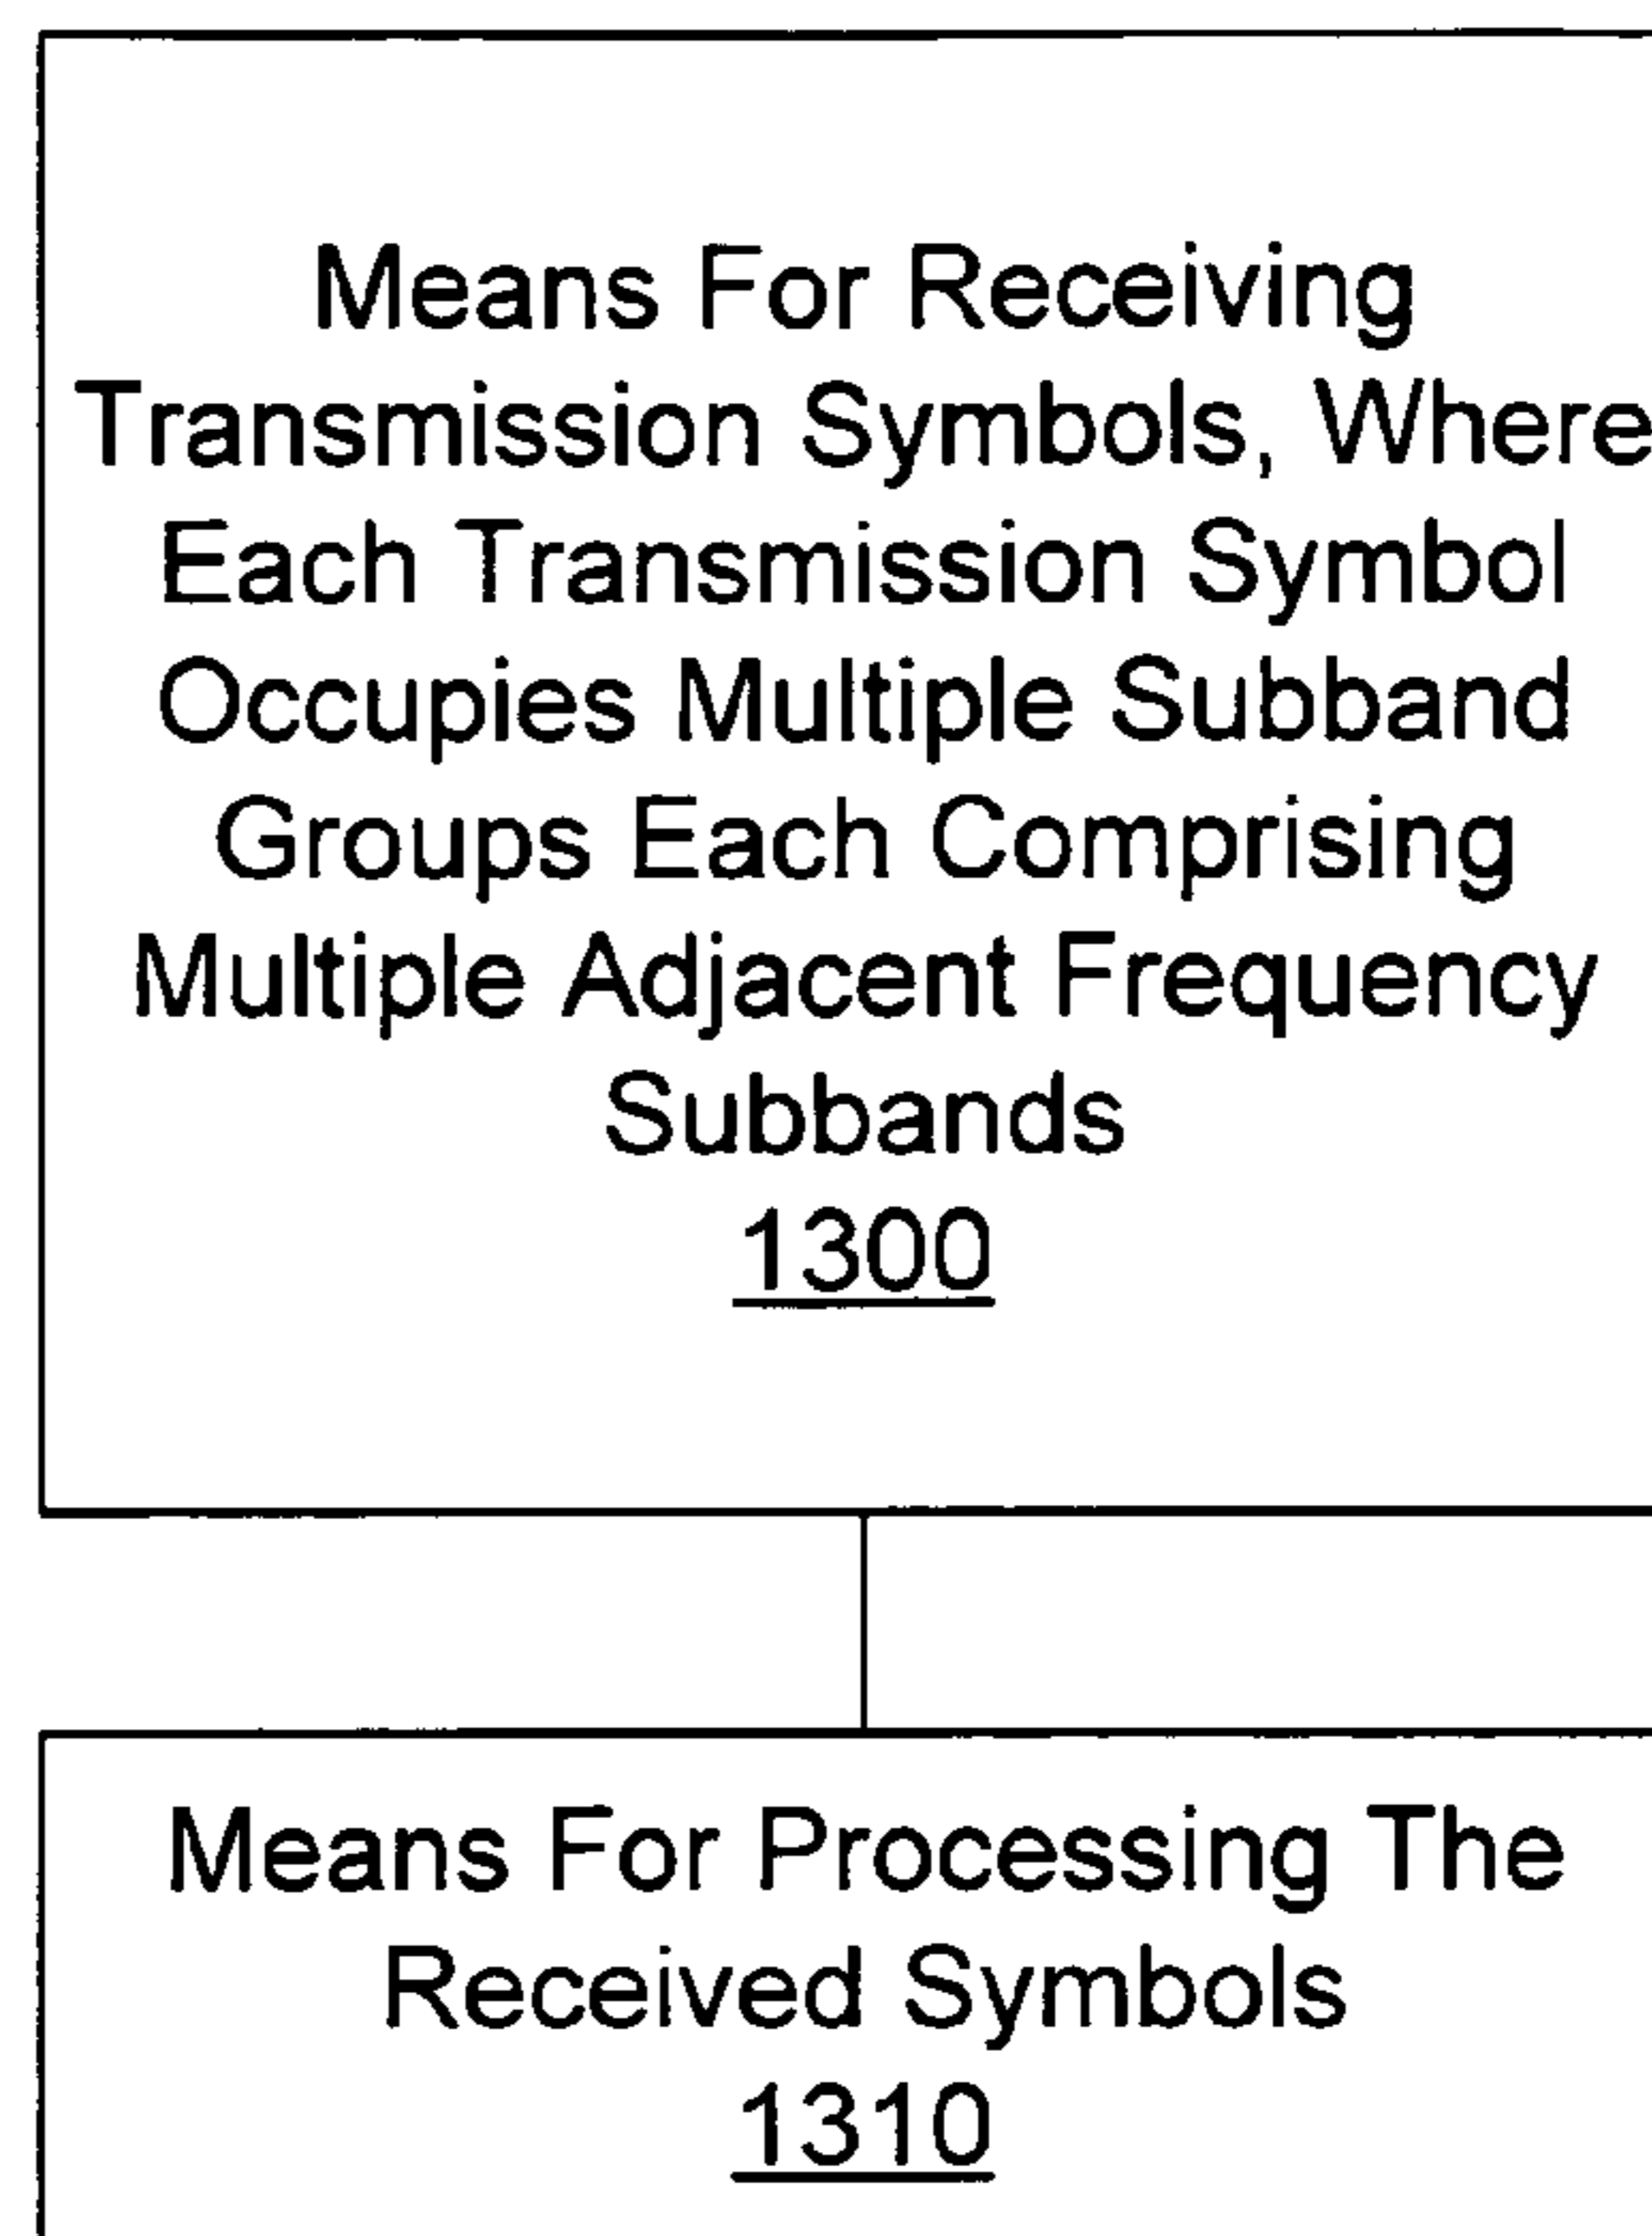 Means For Receiving
Transmission Symbols, Where
Each Transmission Symbol
Occupies Multiple Subband
Groups Each Comprising
Multiple Adjacent Frequency
Subbands
1300
Means For Processing The
Received Symbols
1310